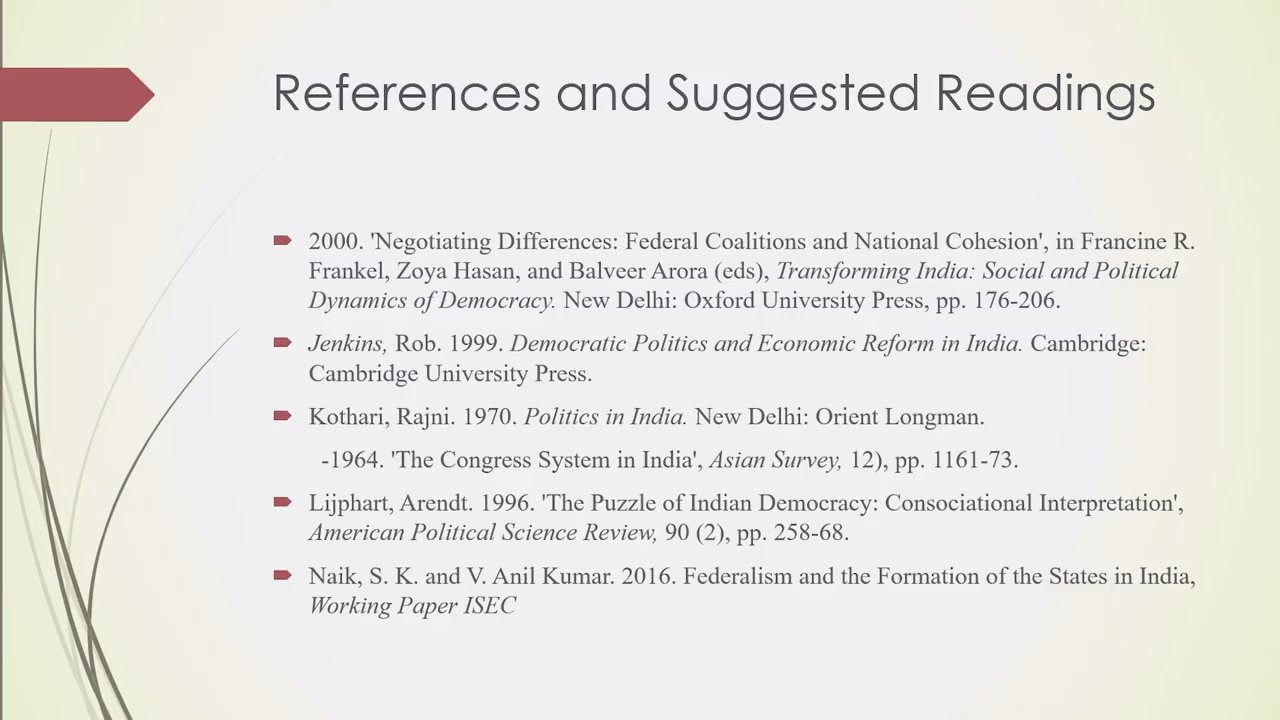 References and Suggested Readings
2000. 'Negotiating Differences: Federal Coalitions and National Cohesion', in Francine R.
Frankel, Zoya Hasan, and Balveer Arora (eds), Transforming India: Social and Political
Dynamics of Democracy. New Delhi: Oxford University Press, pp. 176-206.
Jenkins, Rob. 1999. Democratic Politics and Economic Reform in India. Cambridge:
Cambridge University Press.
Kothari, Rajni. 1970. Politics in India. New Delhi: Orient Longman.
-1964. 'The Congress System in India', Asian Survey, 12), pp. 1161-73.
Lijphart, Arendt. 1996. 'The Puzzle of Indian Democracy: Consociational Interpretation',
American Political Science Review, 90 (2), pp. 258-68.
Naik, S. K. and V. Anil Kumar. 2016. Federalism and the Formation of the States in India,
Working Paper ISEC